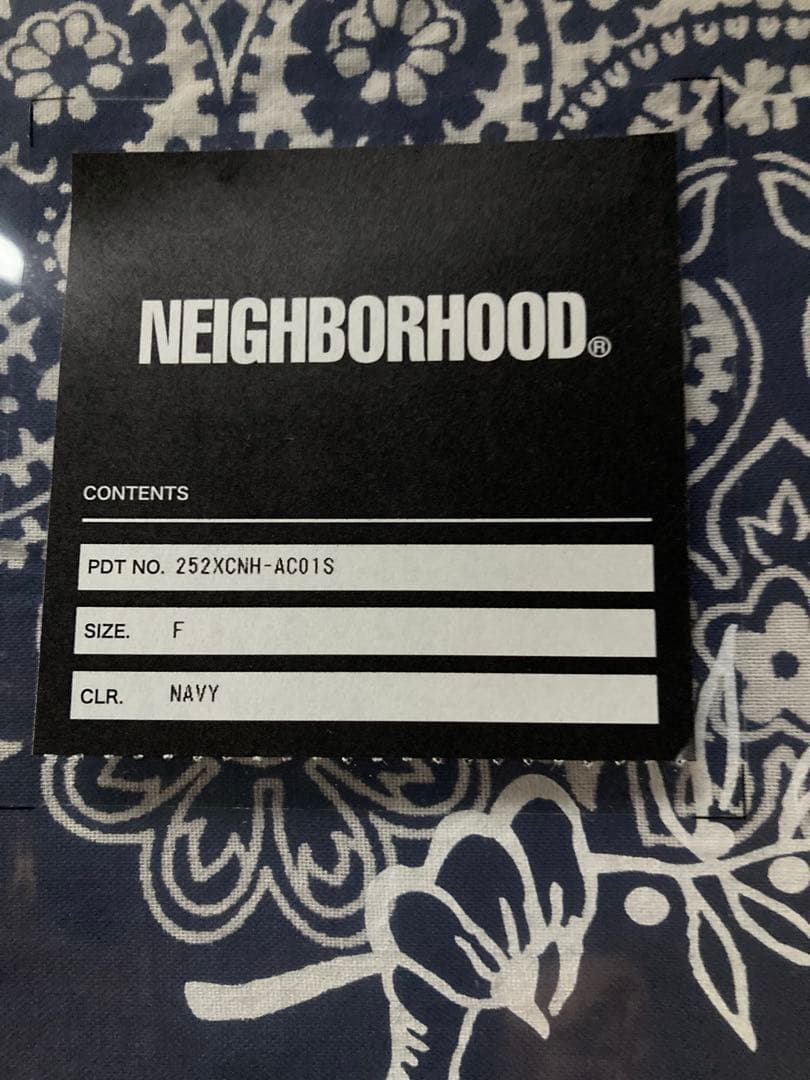 NEIGHBORHOOD®
CONTENTS
PDT NO. 252XCNH-AC01S
SIZE. F
CLR. NAVY